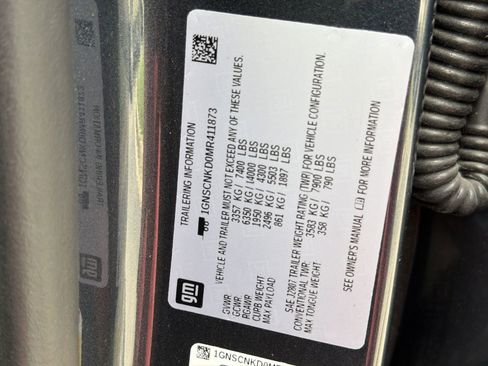 gm
TRAILERING INFORMATION
1GNSCNKD0MR411873
VEHICLE AND TRAILER MUST NOT EXCEED ANY OF THESE VALUES.
GVWR 3357 KG / 7400 LBS
GCWR 6350 KG / 14000 LBS
RGAWR 1950 KG / 4300 LBS
CURB WEIGHT 2496 KG / 5503 LBS
MAX PAYLOAD 861 KG / 1897 LBS
SAE J2807 TRAILER WEIGHT RATING (TWR) FOR VEHICLE CONFIGURATION.
CONVENTIONAL TWR: 3583 KG / 7900 LBS
MAX TONGUE WEIGHT 358 KG / 790 LBS
SEE OWNER'S MANUAL FOR MORE INFORMATION